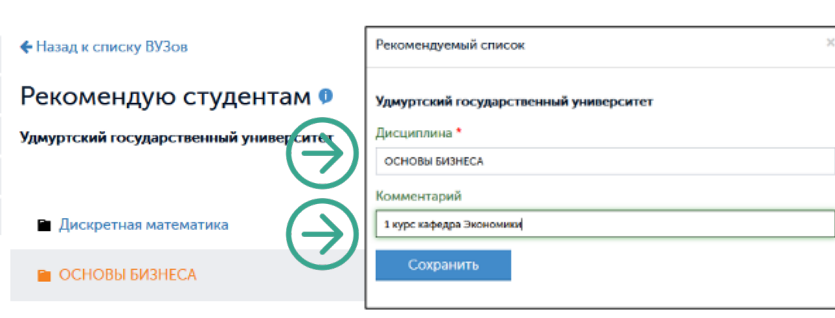 Назад к списку ВУЗов
Рекомендую студентам
Удмуртский государственный университет
Дискретная математика
ОСНОВЫ БИЗНЕСА
Рекомендуемый список
Удмуртский государственный университет
Дисциплина *
ОСНОВЫ БИЗНЕСА
Комментарий
1 курс кафедра Экономики
Сохранить